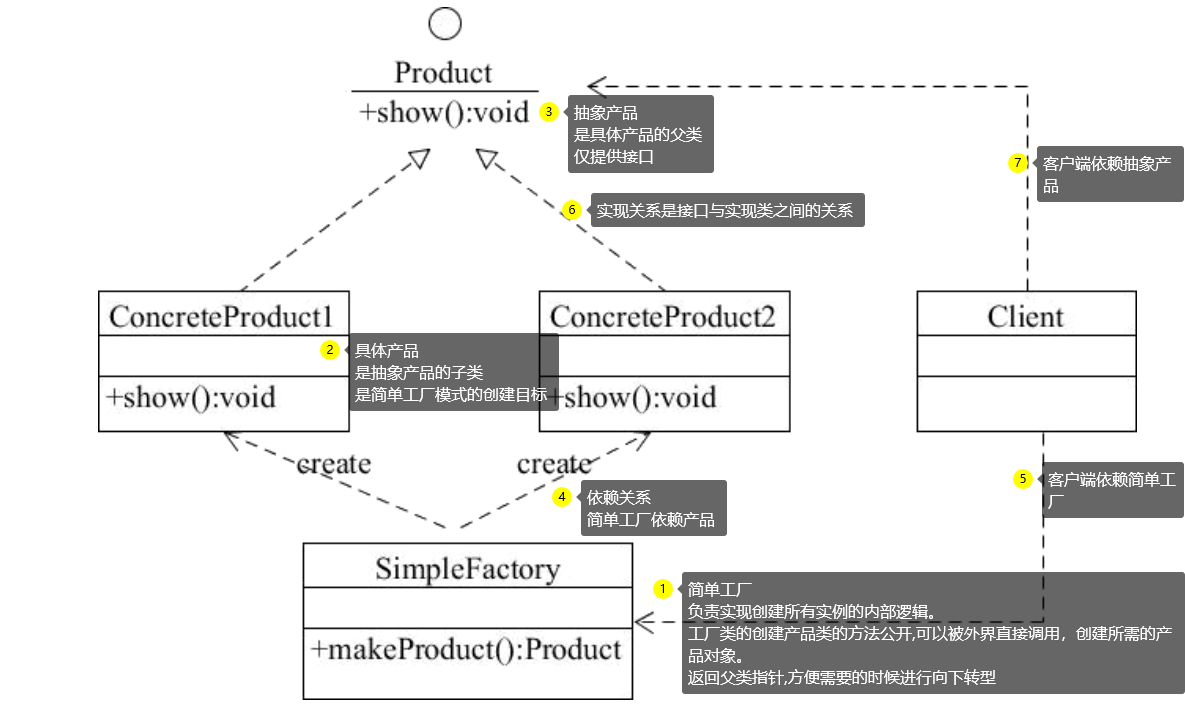 Product
+show():void
3
抽象产品
是具体产品的父类
仅提供接口
7
客户端依赖抽象产
品
6
实现关系是接口与实现类之间的关系
ConcreteProduct1
+show():void
2
具体产品
是抽象产品的子类
是简单工厂模式的创建目标
ConcreteProduct2
+show():void
Client
create
create
4
依赖关系
简单工厂依赖产品
5
客户端依赖简单工
厂
SimpleFactory
+makeProduct():Product
1
简单工厂
负责实现创建所有实例的内部逻辑。
工厂类的创建产品类的方法公开,可以被外界直接调用，创建所需的产
品对象。
返回父类指针,方便需要的时候进行向下转型